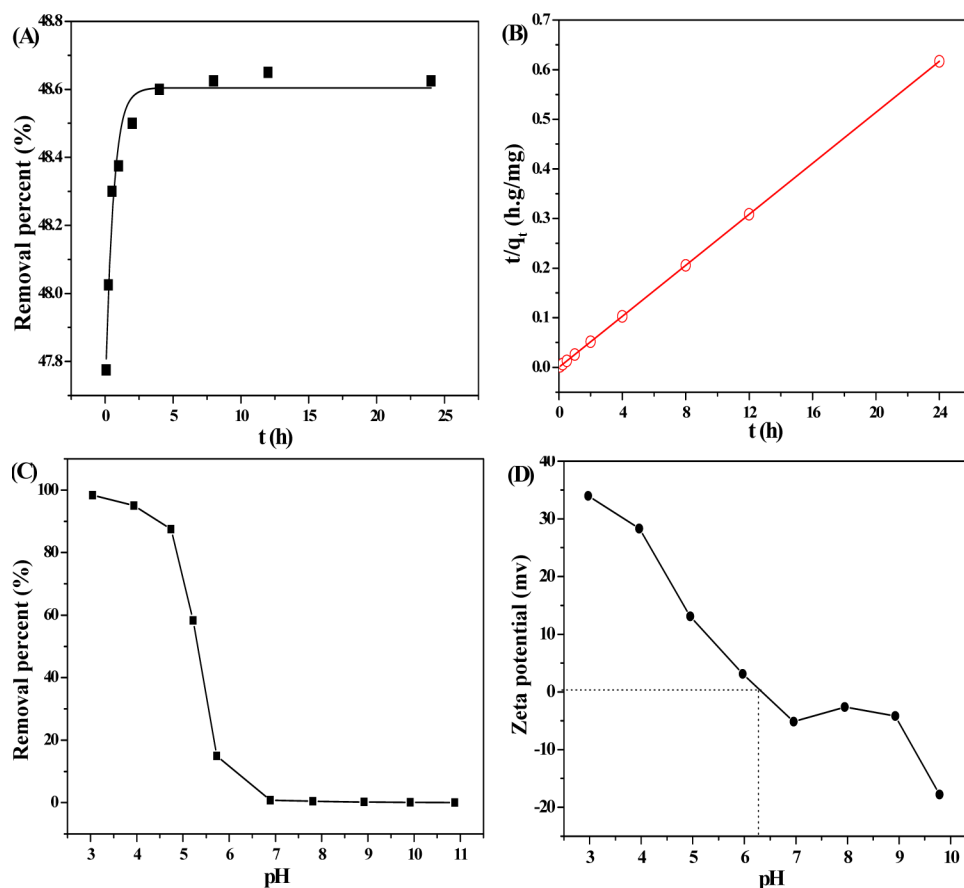 (A)
48.8
48.6
48.4
48.2
48.0
47.8
Removal percent (%)
0 5 10 15 20 25
t (h)
(B)
0.7
0.6
0.5
0.4
0.3
0.2
0.1
0.0
t/qt (h.g/mg)
0 4 8 12 16 20 24
t (h)
(C)
100
80
60
40
20
0
Removal percent (%)
3 4 5 6 7 8 9 10 11
pH
(D)
40
30
20
10
0
-10
-20
Zeta potential (mv)
3 4 5 6 7 8 9 10
pH